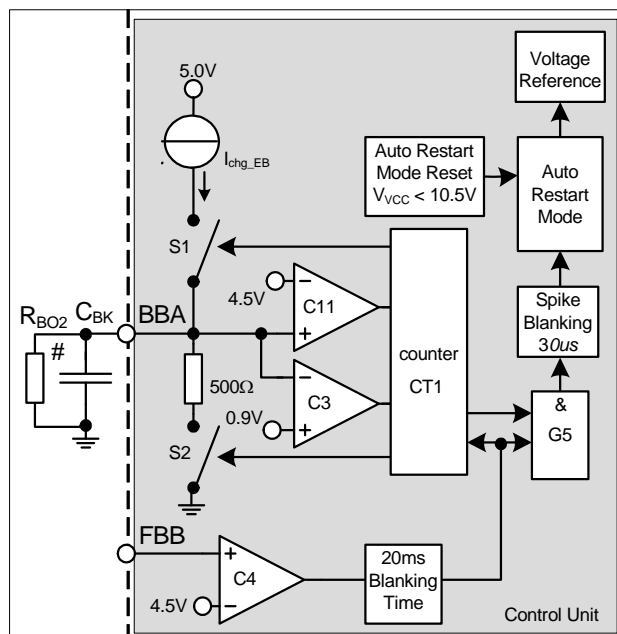 Voltage
Reference
5.0V
I_chg_EB
Auto Restart
Mode Reset
V_VCC < 10.5V
Auto
Restart
Mode
S1
4.5V
C11
R_BO2
C_BK
BBA
#
counter
CT1
Spike
Blanking
30us
500Ω
C3
0.9V
&
G5
S2
FBB
C4
20ms
Blanking
Time
4.5V
Control Unit